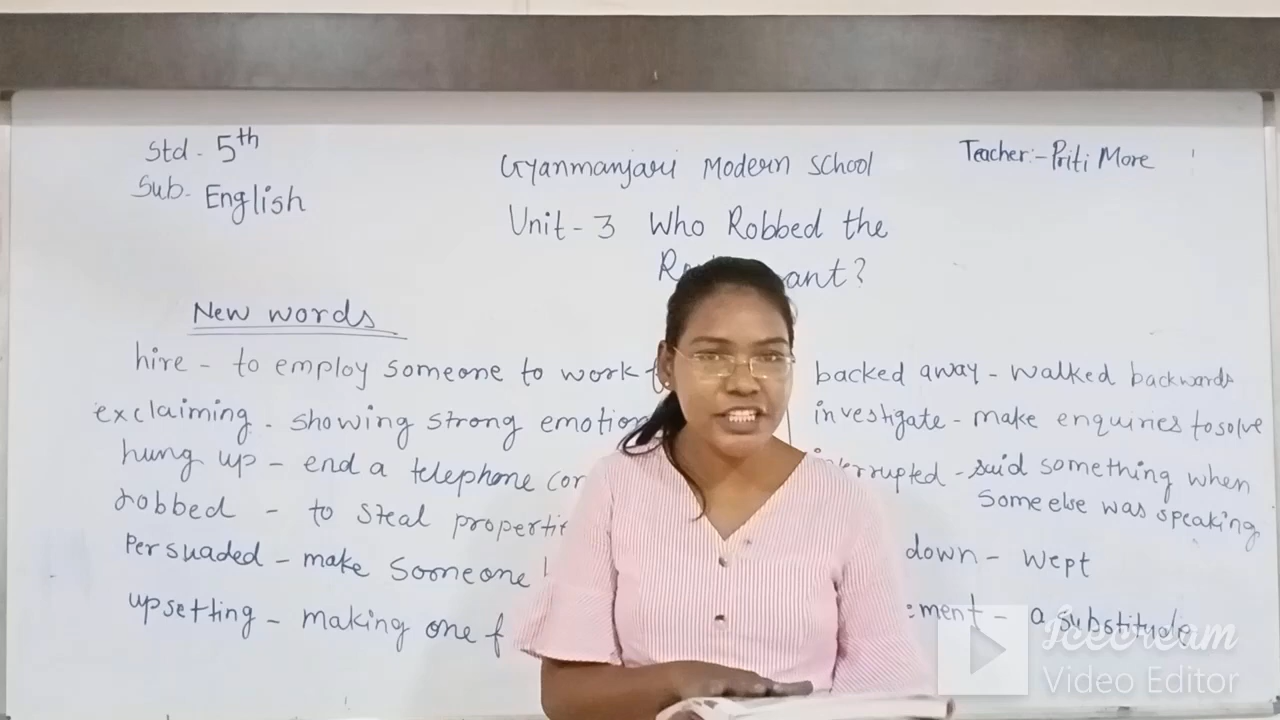 Std - 5th
Sub - English
Gyanmanjari Modern School
Teacher:- Priti More
Unit - 3 Who Robbed the
ant?
New words
hire - to employ someone to work
exclaiming - showing strong emotion
hung up - end a telephone
robbed - to steal
Persuaded - make someone
upsetting - making one
backed away - walked backwards
investigate - make enquiries to solve
said something when
Some else was speaking
down - wept
ement - a substitude
Icecream
Video Editor